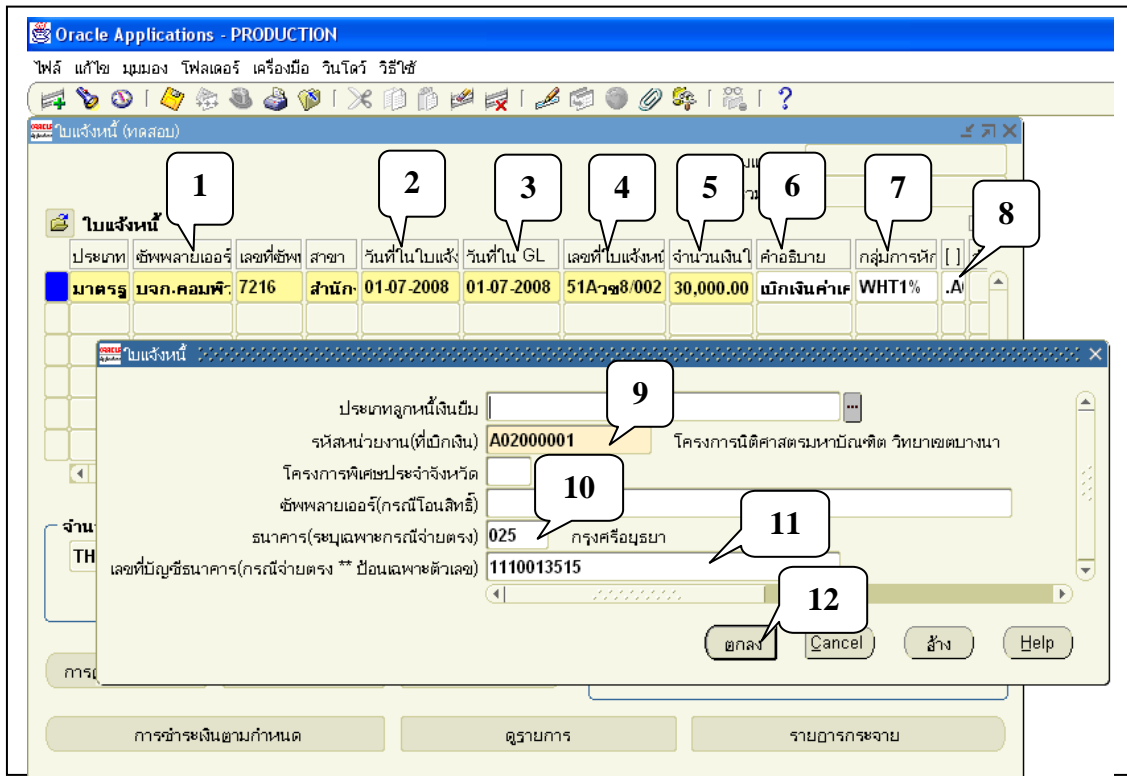 Oracle Applications - PRODUCTION
ไฟล์ แก้ไข มุมมอง โฟลเดอร์ เครื่องมือ วินโดว์ วิธีใช้
ใบแจ้งหนี้ (ทดสอบ)
1 2 3 4 5 6 7 8
ใบแจ้งหนี้
ประเภท ซัพพลายเออร์ เลขที่ซัพ สาขา วันที่ในใบแจ้ง วันที่ใน GL เลขที่ใบแจ้งหนี้ จำนวนเงินใ คำอธิบาย กลุ่มการหัก [ ]
มาตรฐ บจก.คอมพิว 7216 สำนัก 01-07-2008 01-07-2008 51Aวช8/002 30,000.00 เบิกเงินค่าเค WHT1% .A
ใบแจ้งหนี้
9
ประเภทลูกหนี้เงินยืม
รหัสหน่วยงาน(ที่เบิกเงิน) A02000001 โครงการนิติศาสตรมหาบัณฑิต วิทยาเขตบางนา
โครงการพิเศษประจำจังหวัด
10
ซัพพลายเออร์(กรณีโอนสิทธิ์)
11
จำน
ธนาคาร(ระบุเฉพาะกรณีจ่ายตรง) 025 กรุงศรีอยุธยา
TH
เลขที่บัญชีธนาคาร(กรณีจ่ายตรง ** ป้อนเฉพาะตัวเลข) 1110013515
12
ตกลง Cancel ล้าง Help
การชำระเงินตามกำหนด ดูรายการ รายการกระจาย